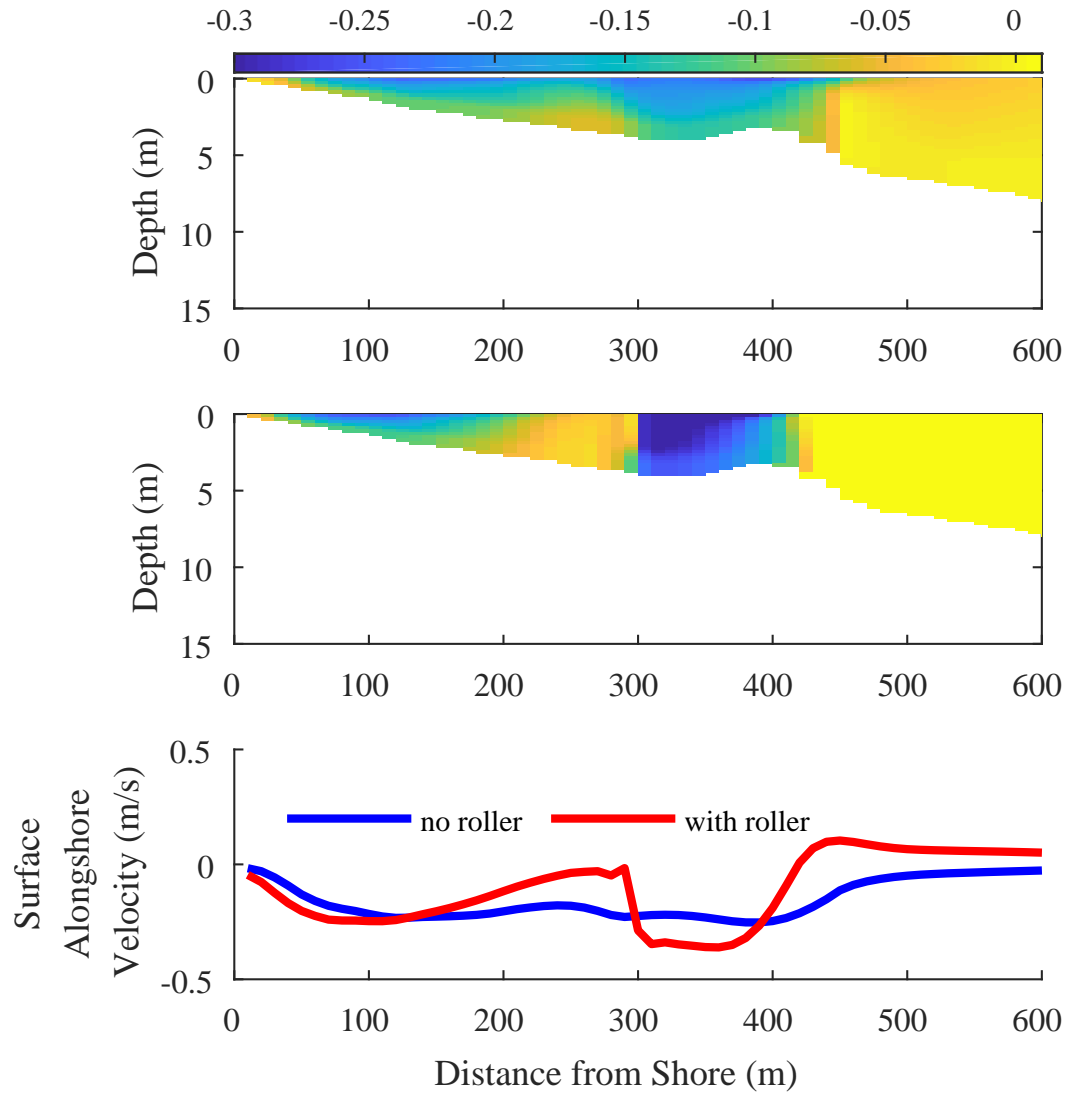 -0.3 -0.25 -0.2 -0.15 -0.1 -0.05 0
0
5
10
15
Depth (m)
0 100 200 300 400 500 600
0
5
10
15
Depth (m)
0 100 200 300 400 500 600
0.5
0
-0.5
Surface
Alongshore
Velocity (m/s)
no roller with roller
0 100 200 300 400 500 600
Distance from Shore (m)